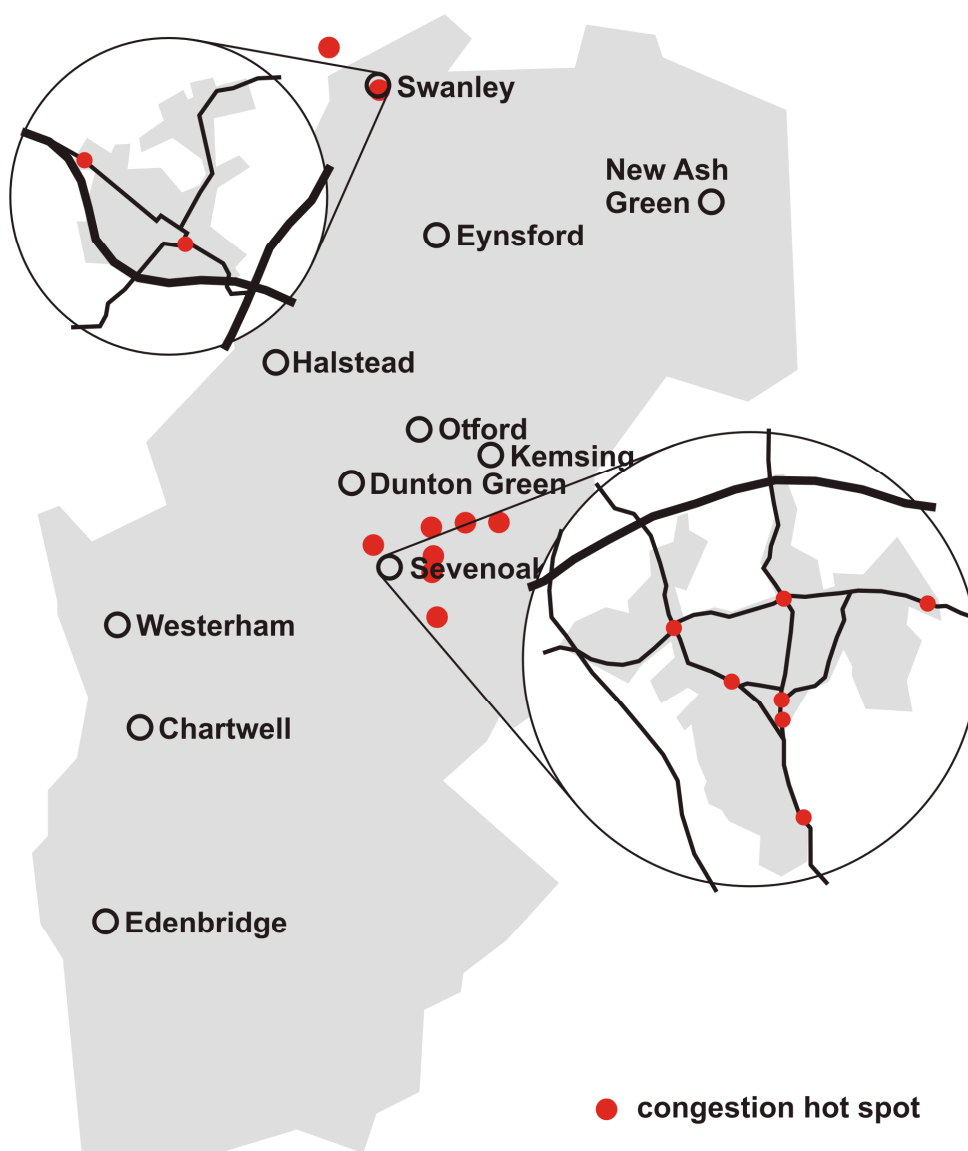 Swanley
New Ash
Green
Eynsford
Halstead
Otford
Kemsing
Dunton Green
Sevenoak
Westerham
Chartwell
Edenbridge
congestion hot spot